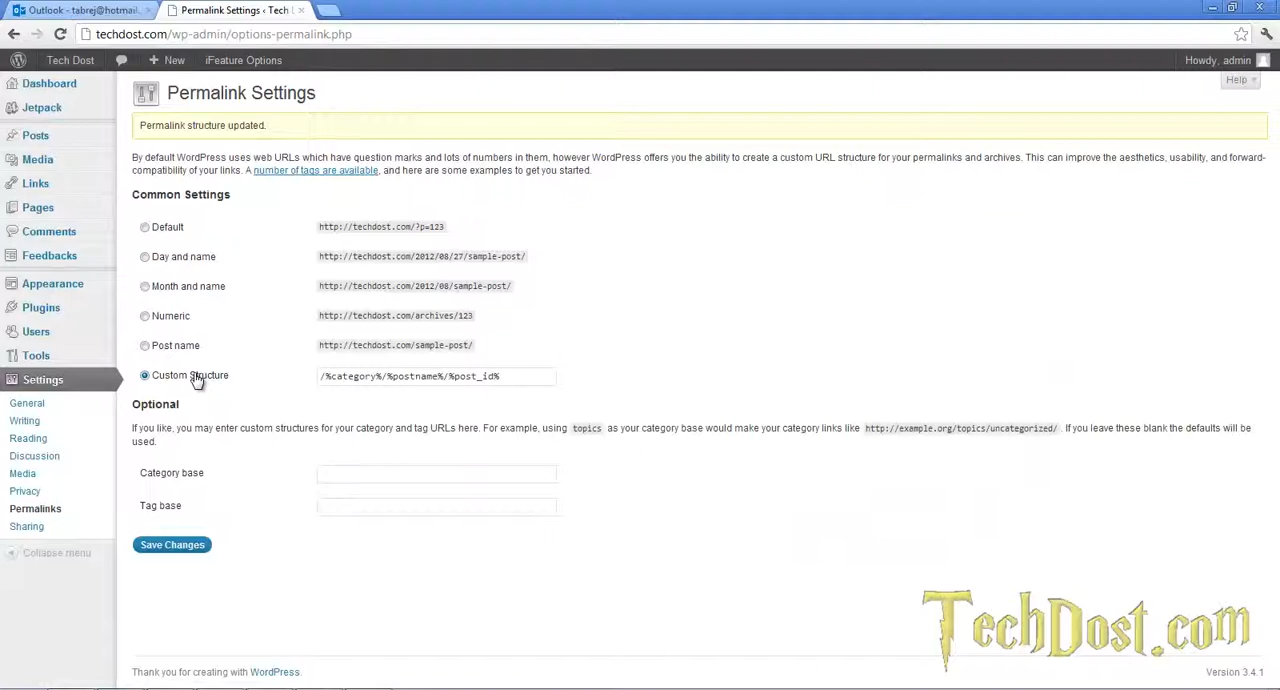 Outlook - tabrej@hotmail.
Permalink Settings ‹ Tech
techdost.com/wp-admin/options-permalink.php
Tech Dost
New
iFeature Options
Howdy, admin
Help
Dashboard
Jetpack
Posts
Media
Links
Pages
Comments
Feedbacks
Appearance
Plugins
Users
Tools
Settings
General
Writing
Reading
Discussion
Media
Privacy
Permalinks
Sharing
Collapse menu
Permalink Settings
Permalink structure updated.
By default WordPress uses web URLs which have question marks and lots of numbers in them, however WordPress offers you the ability to create a custom URL structure for your permalinks and archives. This can improve the aesthetics, usability, and forward-
compatibility of your links. A number of tags are available, and here are some examples to get you started.
Common Settings
Default http://techdost.com/?p=123
Day and name http://techdost.com/2012/08/27/sample-post/
Month and name http://techdost.com/2012/08/sample-post/
Numeric http://techdost.com/archives/123
Post name http://techdost.com/sample-post/
Custom Structure /%category%/%postname%/%post_id%
Optional
If you like, you may enter custom structures for your category and tag URLs here. For example, using topics as your category base would make your category links like http://example.org/topics/uncategorized/ . If you leave these blank the defaults will be
used.
Category base
Tag base
Save Changes
TechDost.com
Thank you for creating with WordPress.
Version 3.4.1